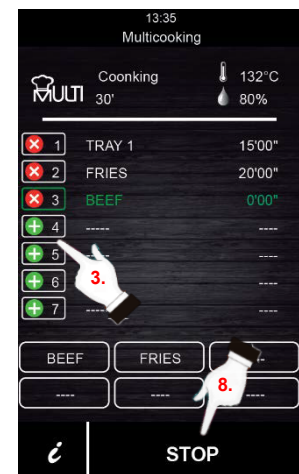 13:35
Multicooking
MULTI Coonking 132°C
30' 80%
1 TRAY 1 15'00"
2 FRIES 20'00"
3 BEEF 0'00"
4 ----- ----
5 ----
6 ----
7 ----- ----
3.
BEEF FRIES --
---- ---- ----
8.
i STOP